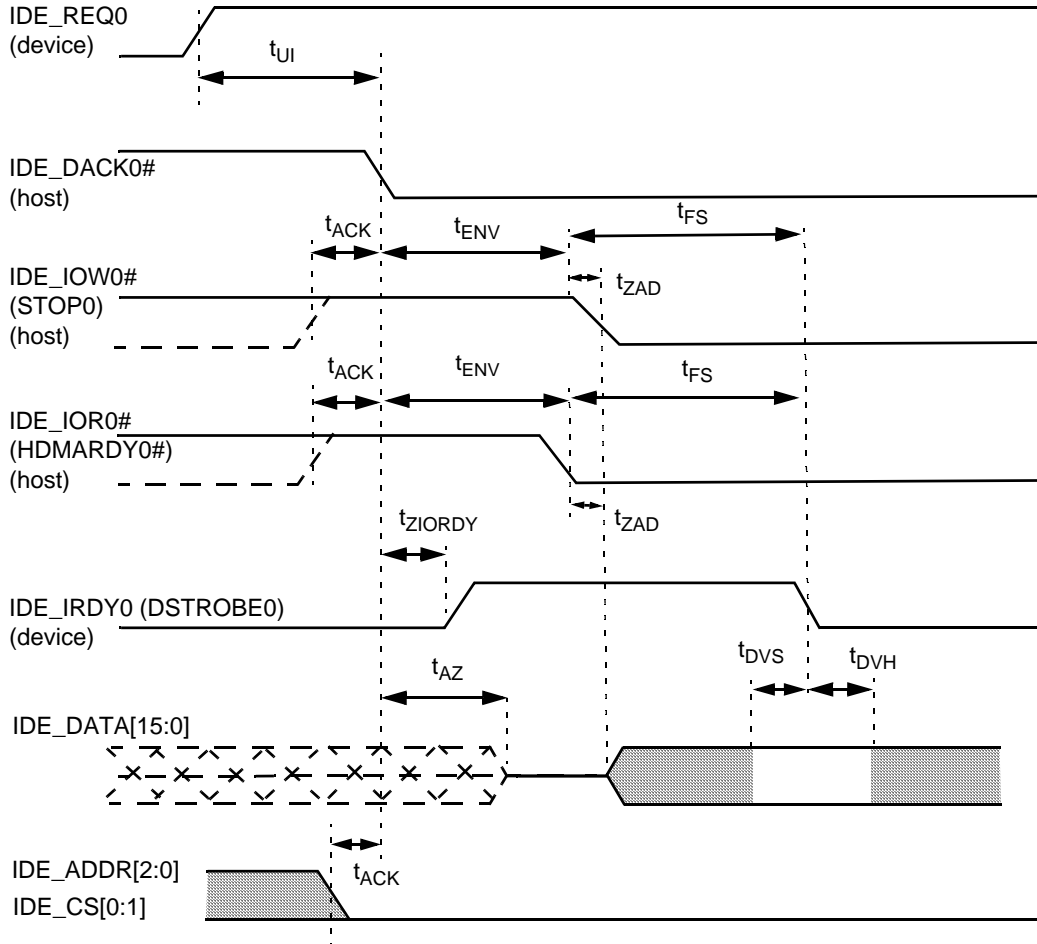 IDE_REQ0
(device)
tUI
IDE_DACK0#
(host)
tACK
tENV
tFS
IDE_IOW0#
(STOP0)
(host)
tZAD
tACK
tENV
tFS
IDE_IOR0#
(HDMARDY0#)
(host)
tZIORDY
tZAD
IDE_IRDY0 (DSTROBE0)
(device)
tDVS
tDVH
tAZ
IDE_DATA[15:0]
IDE_ADDR[2:0]
tACK
IDE_CS[0:1]